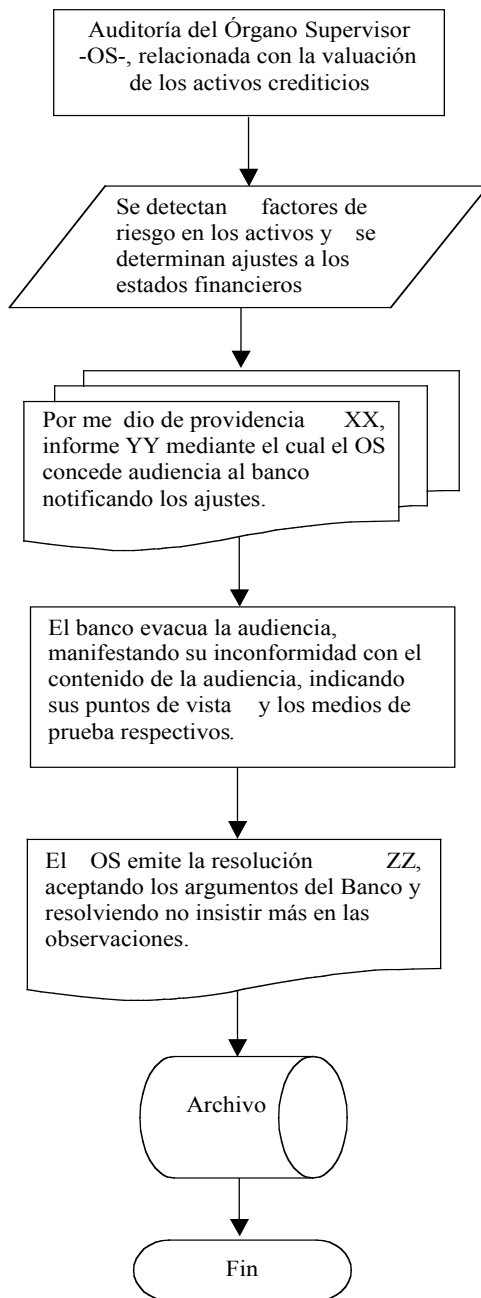 Auditoría del Órgano Supervisor
-OS-, relacionada con la valuación
de los activos crediticios
Se detectan factores de
riesgo en los activos y se
determinan ajustes a los
estados financieros
Por me dio de providencia XX,
informe YY mediante el cual el OS
concede audiencia al banco
notificando los ajustes.
El banco evacua la audiencia,
manifestando su inconformidad con el
contenido de la audiencia, indicando
sus puntos de vista y los medios de
prueba respectivos.
El OS emite la resolución ZZ,
aceptando los argumentos del Banco y
resolviendo no insistir más en las
observaciones.
Archivo
Fin